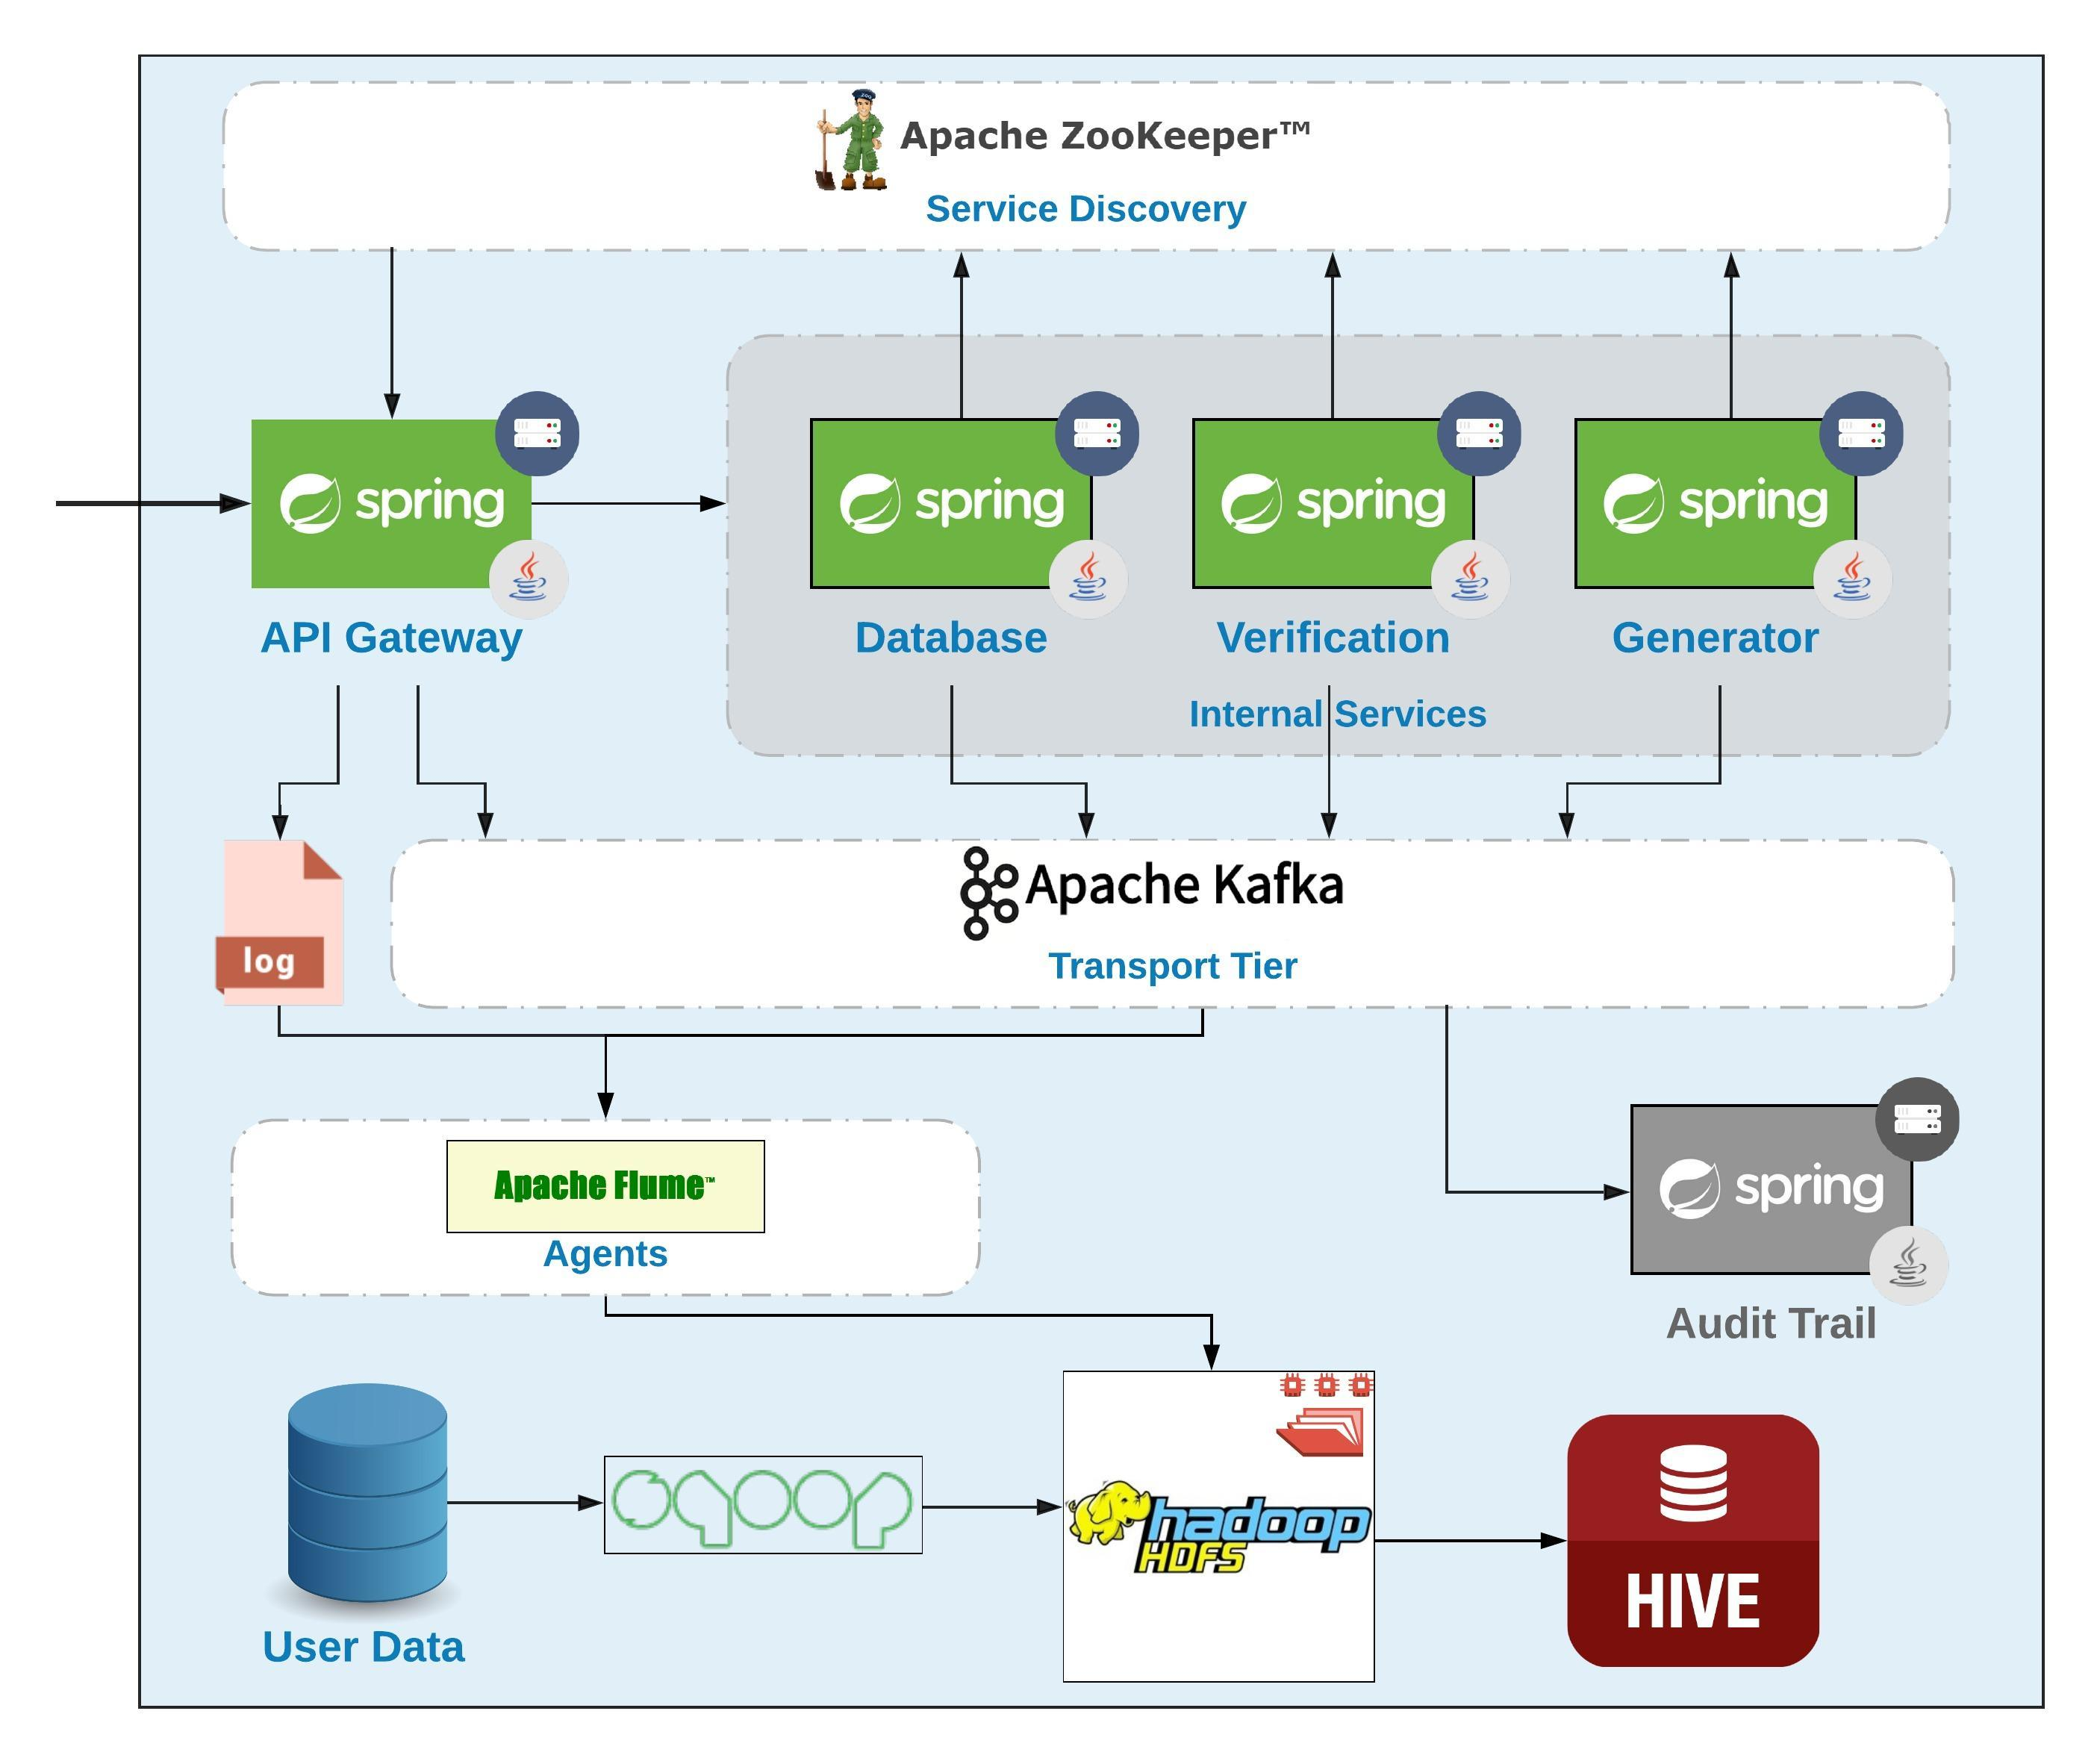 Apache ZooKeeper™
Service Discovery
spring
spring
spring
spring
API Gateway
Database
Verification
Generator
Internal Services
log
Apache Kafka
Transport Tier
Apache Flume™
Agents
spring
Audit Trail
sqoop
hadoop
HDFS
HIVE
User Data